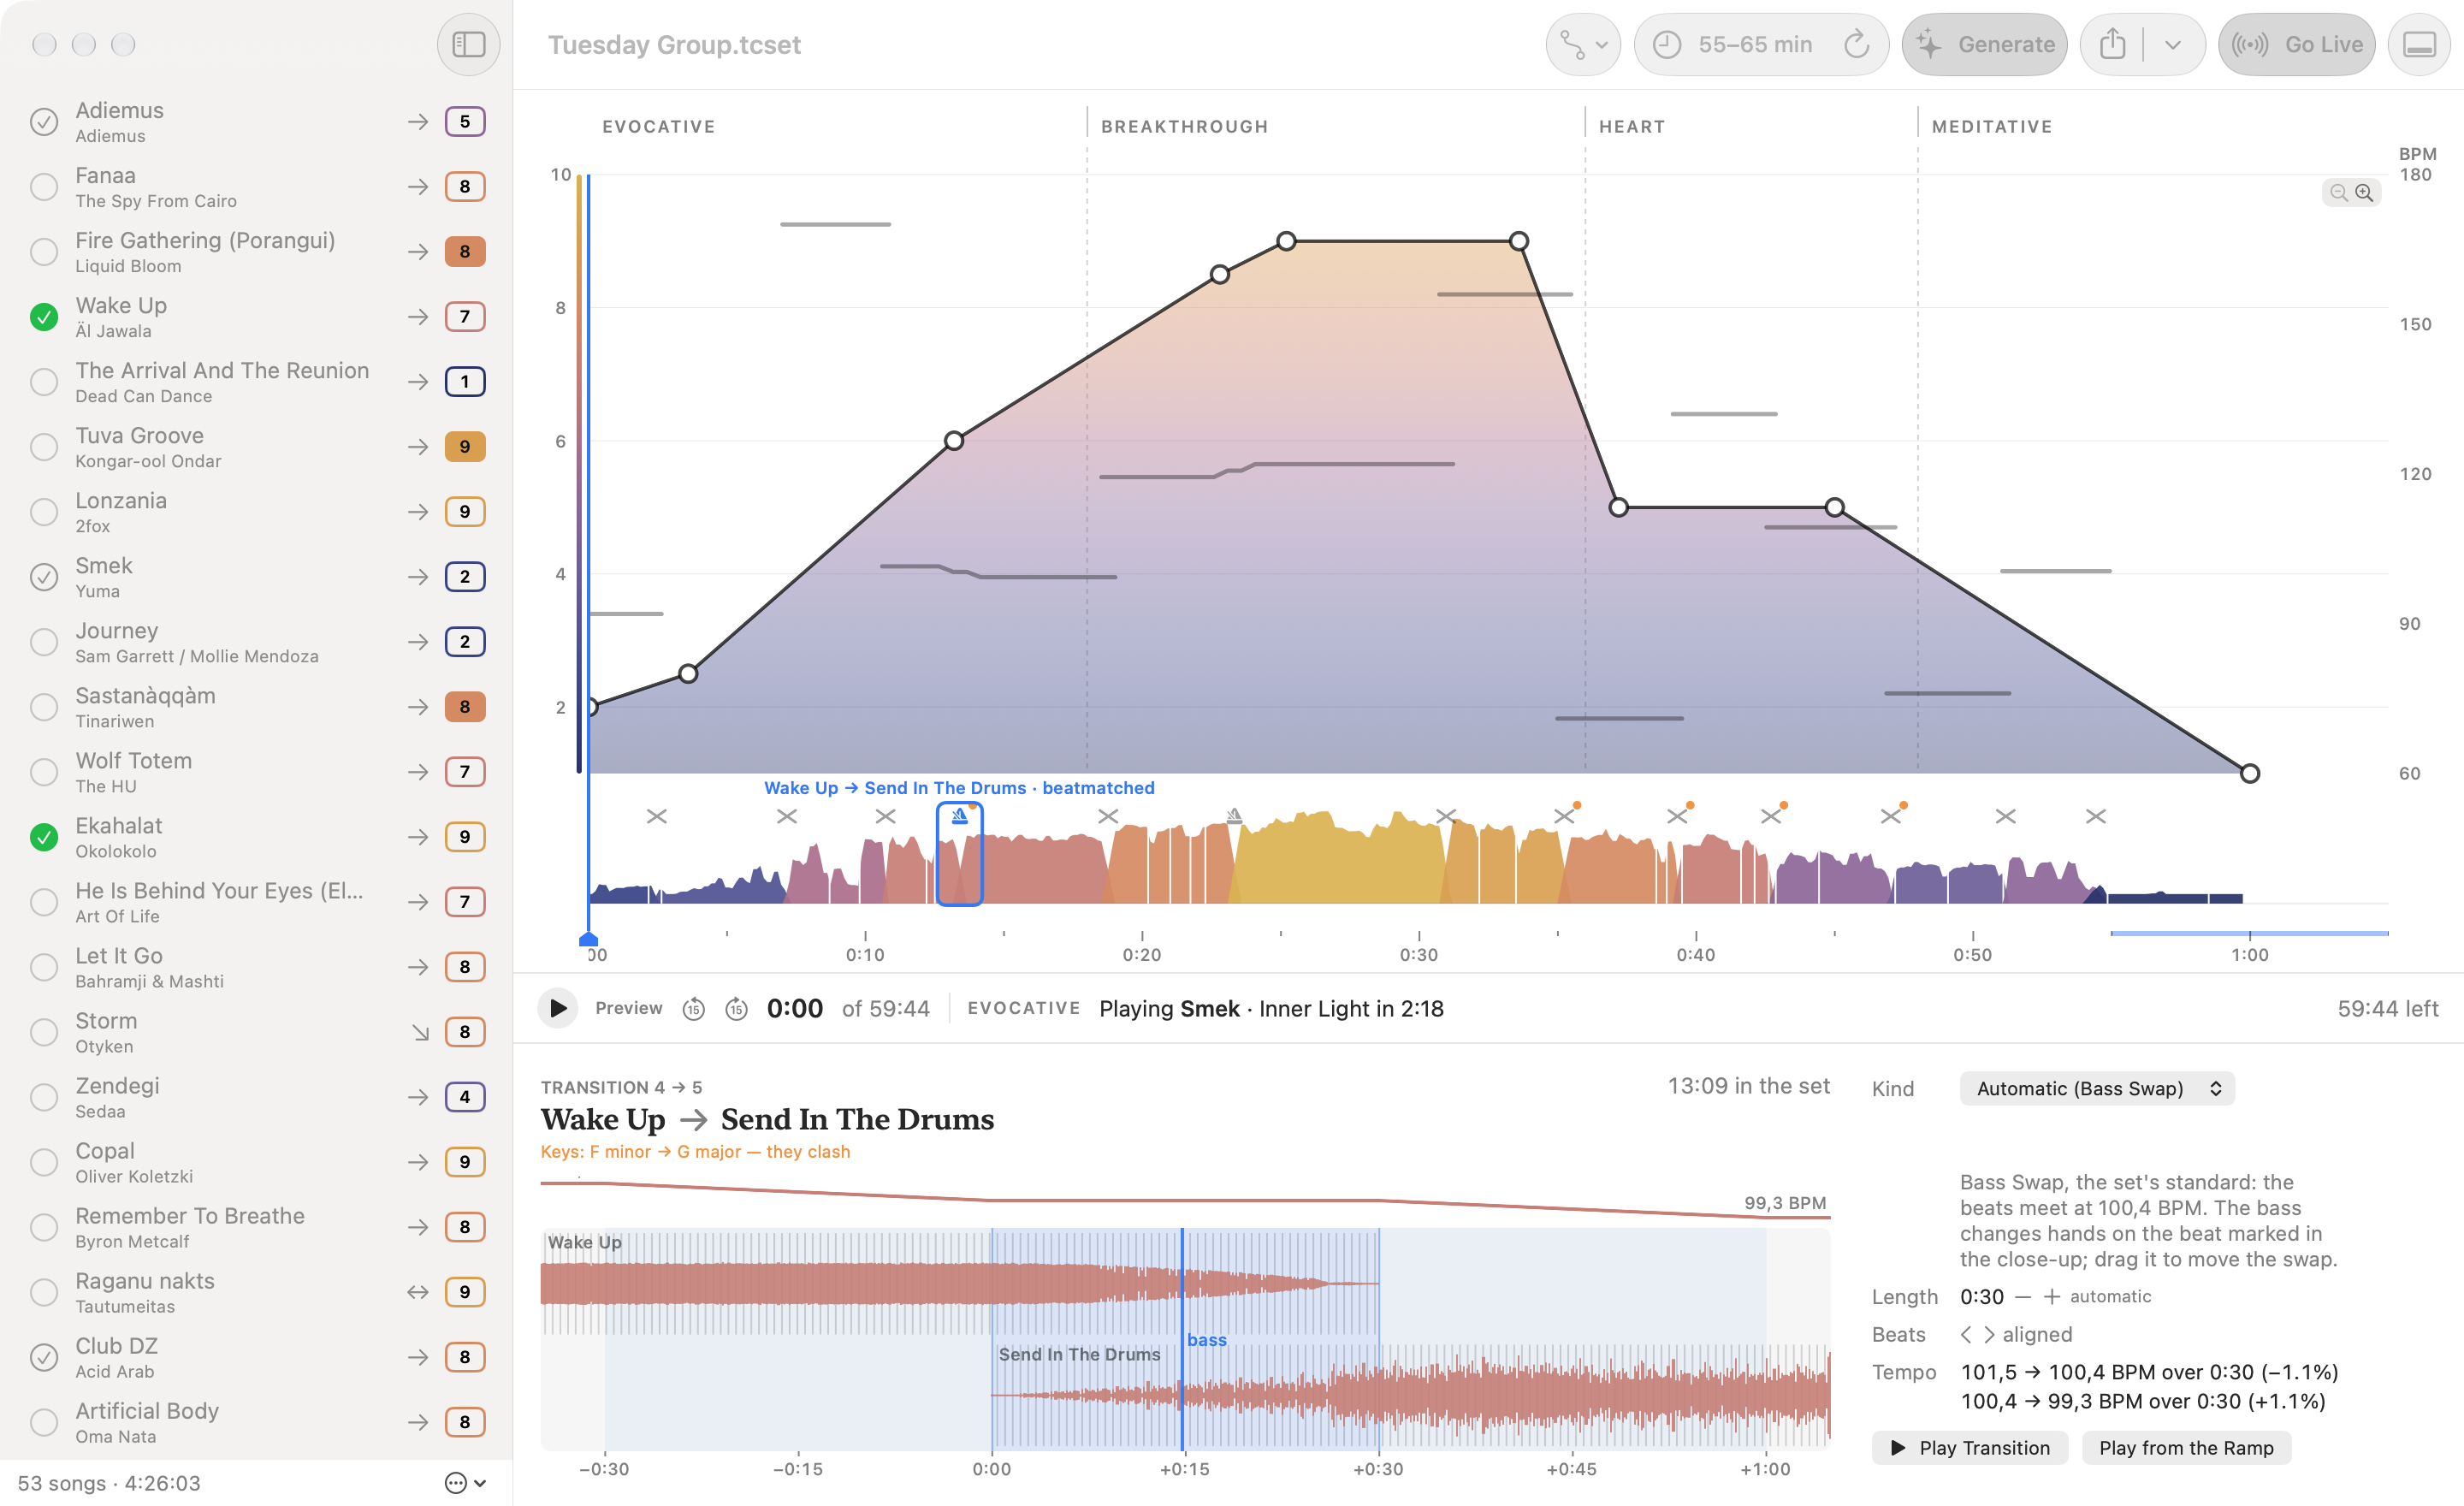 Tuesday Group.tcset
55–65 min
Generate
Go Live
Adiemus
Adiemus
5
Fanaa
The Spy From Cairo
8
Fire Gathering (Porangui)
Liquid Bloom
8
Wake Up
Äl Jawala
7
The Arrival And The Reunion
Dead Can Dance
1
Tuva Groove
Kongar-ool Ondar
9
Lonzania
2fox
9
Smek
Yuma
2
Journey
Sam Garrett / Mollie Mendoza
2
Sastanàqqàm
Tinariwen
8
Wolf Totem
The HU
7
Ekahalat
Okolokolo
9
He Is Behind Your Eyes (El...
Art Of Life
7
Let It Go
Bahramji & Mashti
8
Storm
Otyken
8
Zendegi
Sedaa
4
Copal
Oliver Koletzki
9
Remember To Breathe
Byron Metcalf
8
Raganu nakts
Tautumeitas
9
Club DZ
Acid Arab
8
Artificial Body
Oma Nata
8
53 songs · 4:26:03
EVOCATIVE
BREAKTHROUGH
HEART
MEDITATIVE
BPM
10
180
8
150
6
120
4
90
2
60
Wake Up → Send In The Drums · beatmatched
00
0:10
0:20
0:30
0:40
0:50
1:00
Preview
15
15
0:00 of 59:44
EVOCATIVE
Playing Smek · Inner Light in 2:18
59:44 left
TRANSITION 4 → 5
13:09 in the set
Wake Up → Send In The Drums
Keys: F minor → G major — they clash
99,3 BPM
Wake Up
bass
Send In The Drums
−0:30
−0:15
0:00
+0:15
+0:30
+0:45
+1:00
Kind
Automatic (Bass Swap)
Bass Swap, the set's standard: the
beats meet at 100,4 BPM. The bass
changes hands on the beat marked in
the close-up; drag it to move the swap.
Length 0:30 − + automatic
Beats < > aligned
Tempo 101,5 → 100,4 BPM over 0:30 (−1.1%)
100,4 → 99,3 BPM over 0:30 (+1.1%)
Play Transition
Play from the Ramp